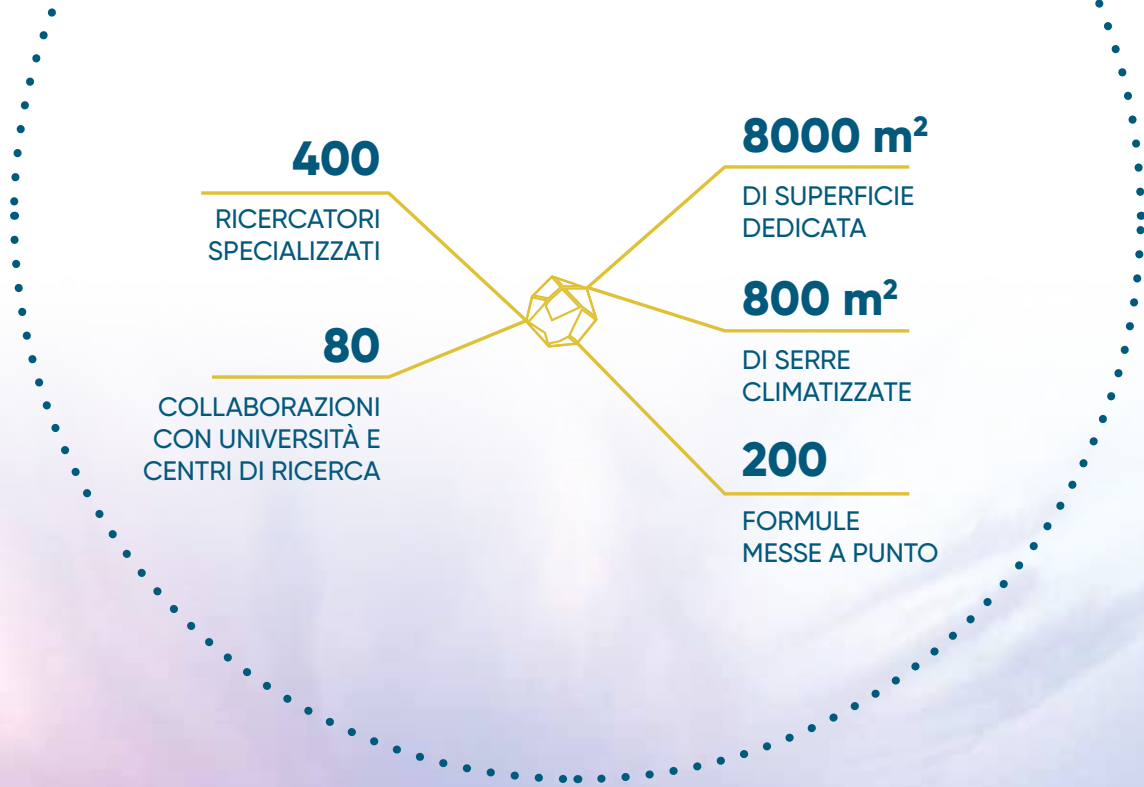 400
RICERCATORI
SPECIALIZZATI
80
COLLABORAZIONI
CON UNIVERSITÀ E
CENTRI DI RICERCA
8000 m²
DI SUPERFICIE
DEDICATA
800 m²
DI SERRE
CLIMATIZZATE
200
FORMULE
MESSE A PUNTO